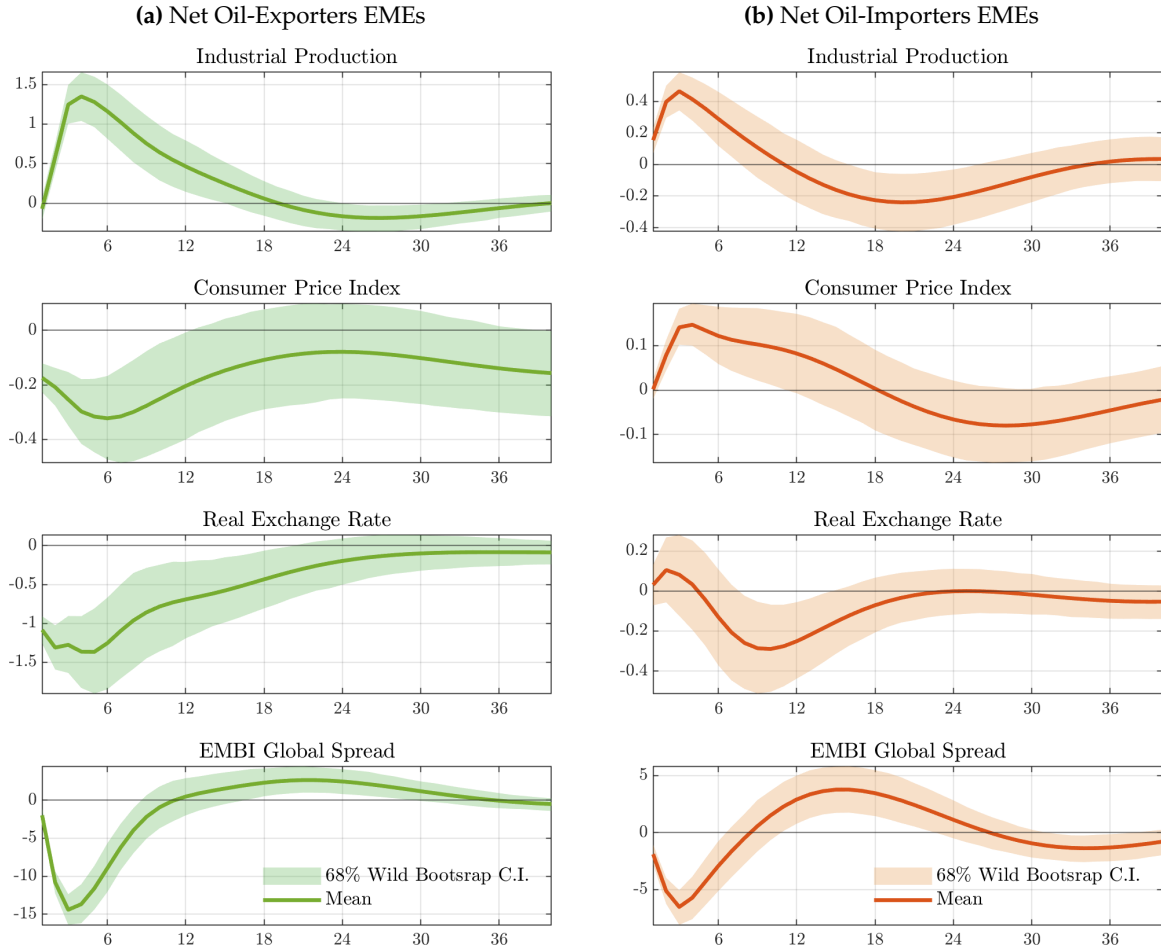 (a) Net Oil-Exporters EMEs
Industrial Production
1.5
1
0.5
0
6 12 18 24 30 36
Consumer Price Index
0
-0.2
-0.4
6 12 18 24 30 36
Real Exchange Rate
0
-0.5
-1
-1.5
6 12 18 24 30 36
EMBI Global Spread
0
-5
-10
-15
68% Wild Bootsrap C.I.
Mean
6 12 18 24 30 36
(b) Net Oil-Importers EMEs
Industrial Production
0.4
0.2
0
-0.2
-0.4
6 12 18 24 30 36
Consumer Price Index
0.1
0
-0.1
6 12 18 24 30 36
Real Exchange Rate
0.2
0
-0.2
-0.4
6 12 18 24 30 36
EMBI Global Spread
5
0
-5
68% Wild Bootsrap C.I.
Mean
6 12 18 24 30 36